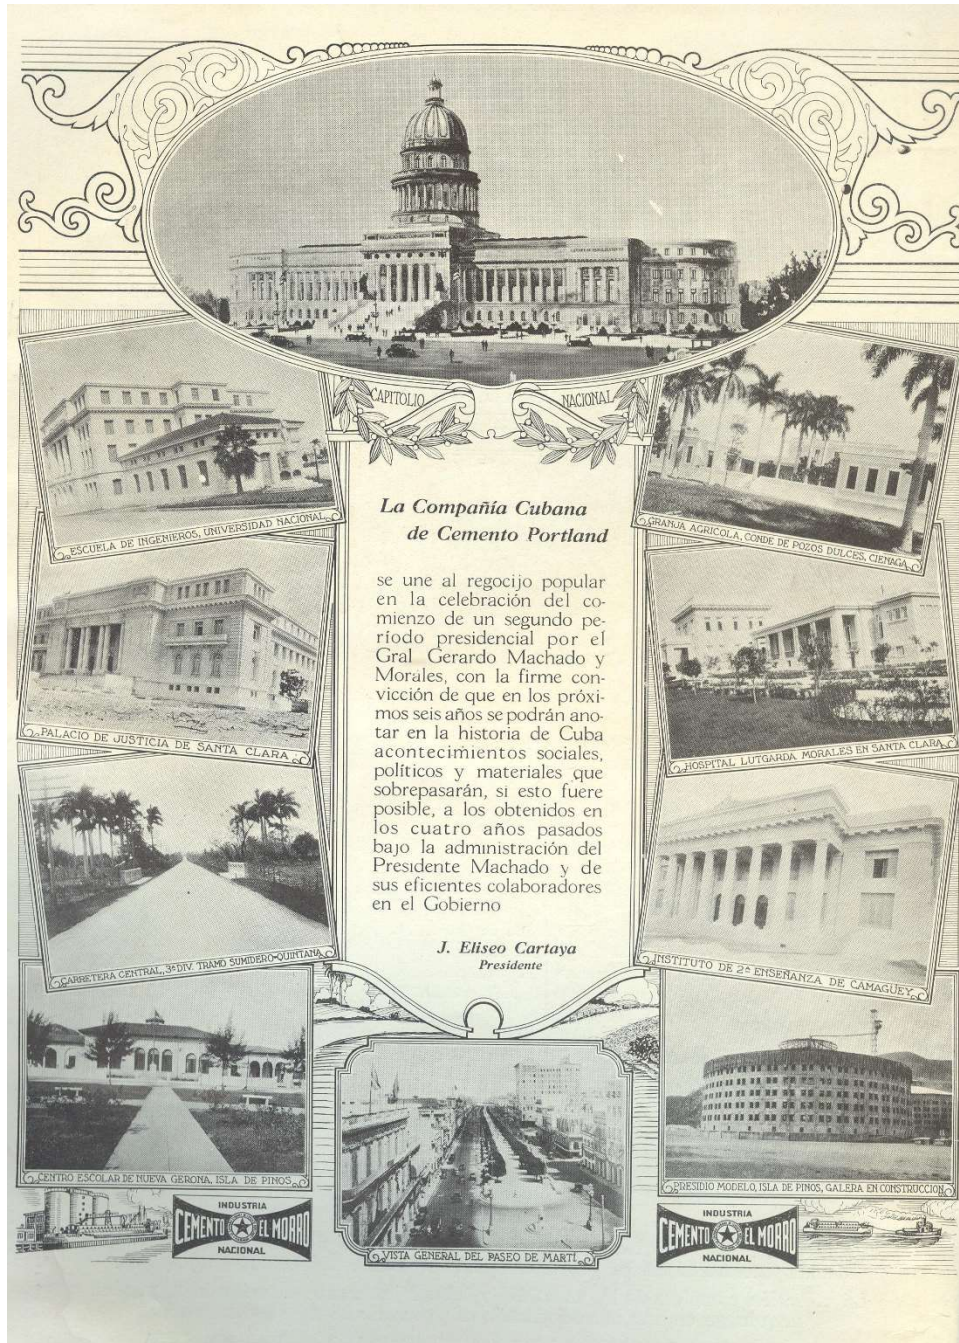 CAPITOLIO NACIONAL
ESCUELA DE INGENIEROS, UNIVERSIDAD NACIONAL
GRANJA AGRICOLA, CONDE DE POZOS DULCES, CIENAGA
La Compañía Cubana
de Cemento Portland
se une al regocijo popular
en la celebración del co-
mienzo de un segundo pe-
ríodo presidencial por el
Gral Gerardo Machado y
Morales, con la firme con-
vicción de que en los próxi-
mos seis años se podrán ano-
tar en la historia de Cuba
acontecimientos sociales,
políticos y materiales que
sobrepasarán, si esto fuere
posible, a los obtenidos en
los cuatro años pasados
bajo la administración del
Presidente Machado y de
sus eficientes colaboradores
en el Gobierno
J. Eliseo Cartaya
Presidente
PALACIO DE JUSTICIA DE SANTA CLARA
HOSPITAL LUTGARDA MORALES EN SANTA CLARA
CARRETERA CENTRAL, 3ª DIV. TRAMO SUMIDERO-QUINTANA
INSTITUTO DE 2ª ENSEÑANZA DE CAMAGÜEY
CENTRO ESCOLAR DE NUEVA GERONA, ISLA DE PINOS
PRESIDIO MODELO, ISLA DE PINOS, GALERA EN CONSTRUCCION
VISTA GENERAL DEL PASEO DE MARTI
INDUSTRIA
CEMENTO EL MORRO
NACIONAL
INDUSTRIA
CEMENTO EL MORRO
NACIONAL